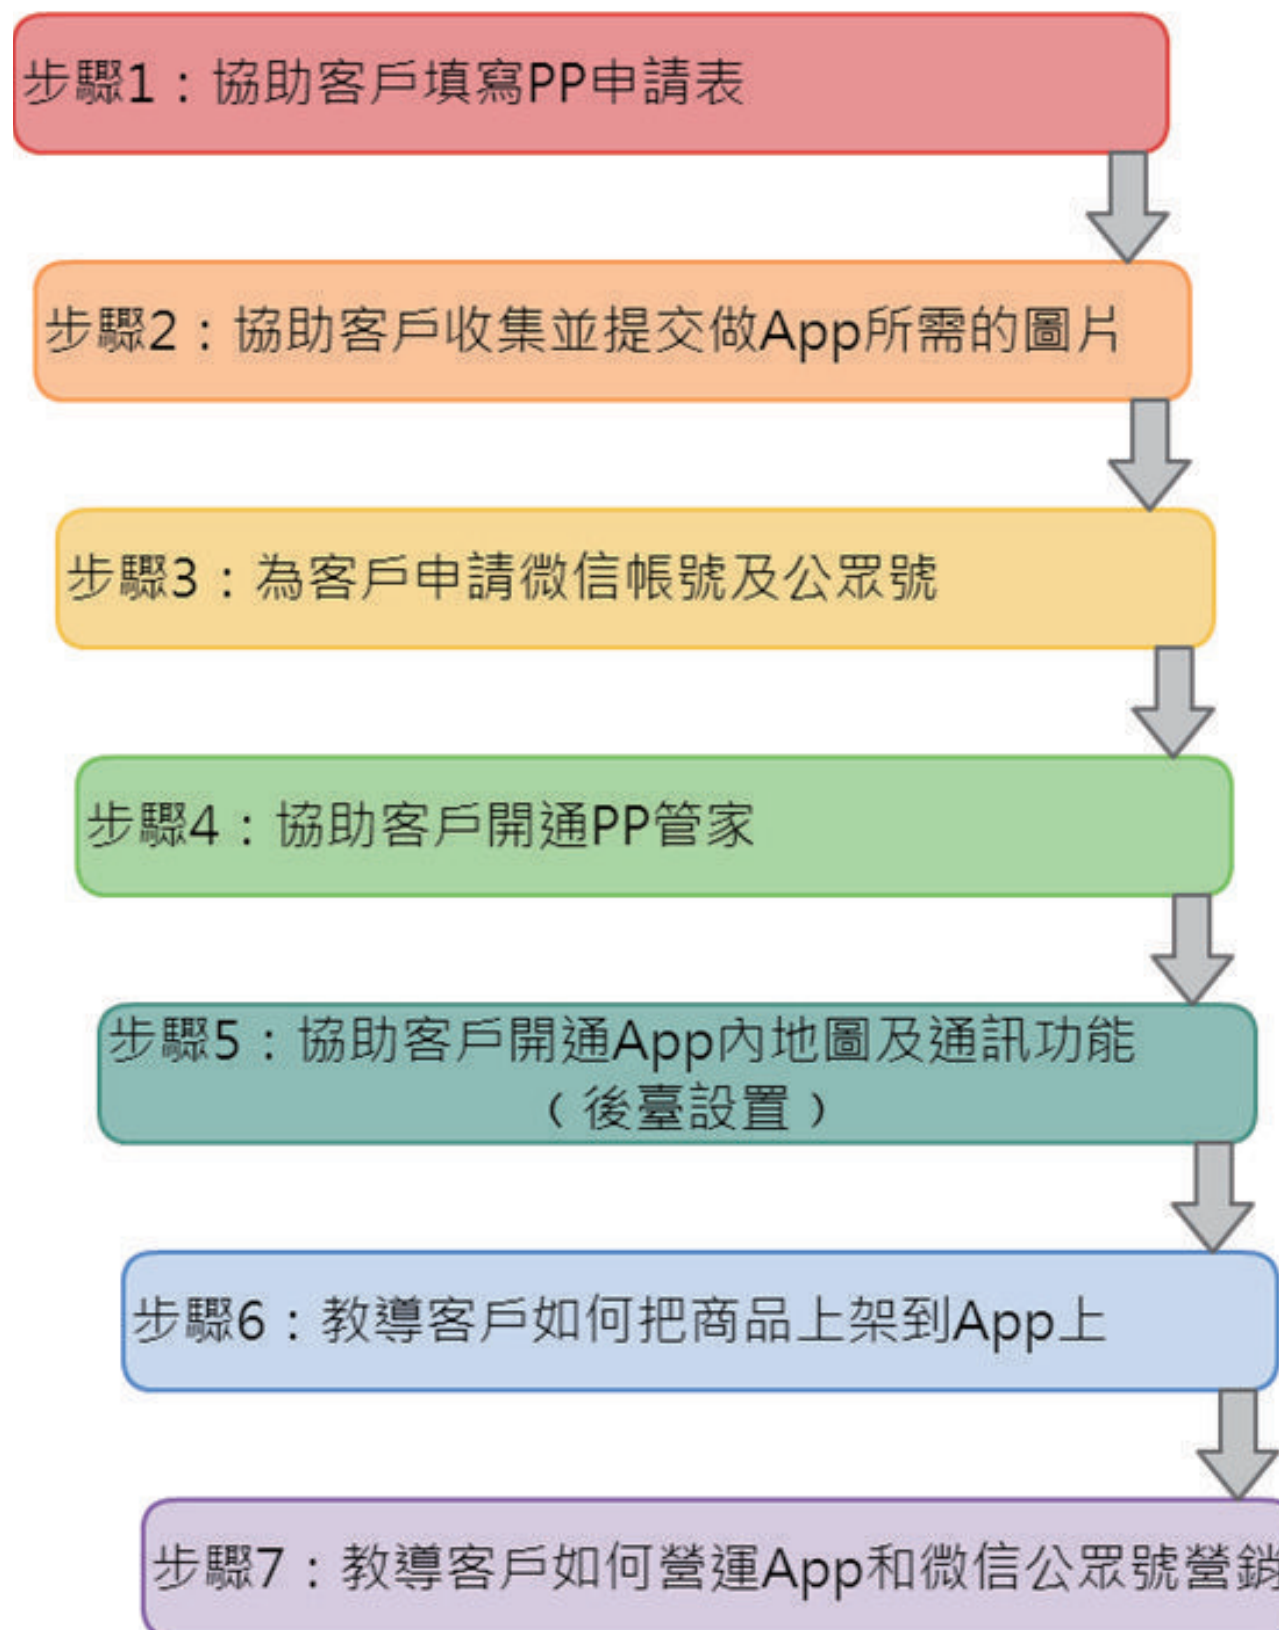 步驟1：協助客戶填寫PP申請表
步驟2：協助客戶收集並提交做App所需的圖片
步驟3：為客戶申請微信帳號及公眾號
步驟4：協助客戶開通PP管家
步驟5：協助客戶開通App內地圖及通訊功能
（後臺設置）
步驟6：教導客戶如何把商品上架到App上
步驟7：教導客戶如何營運App和微信公眾號營銷